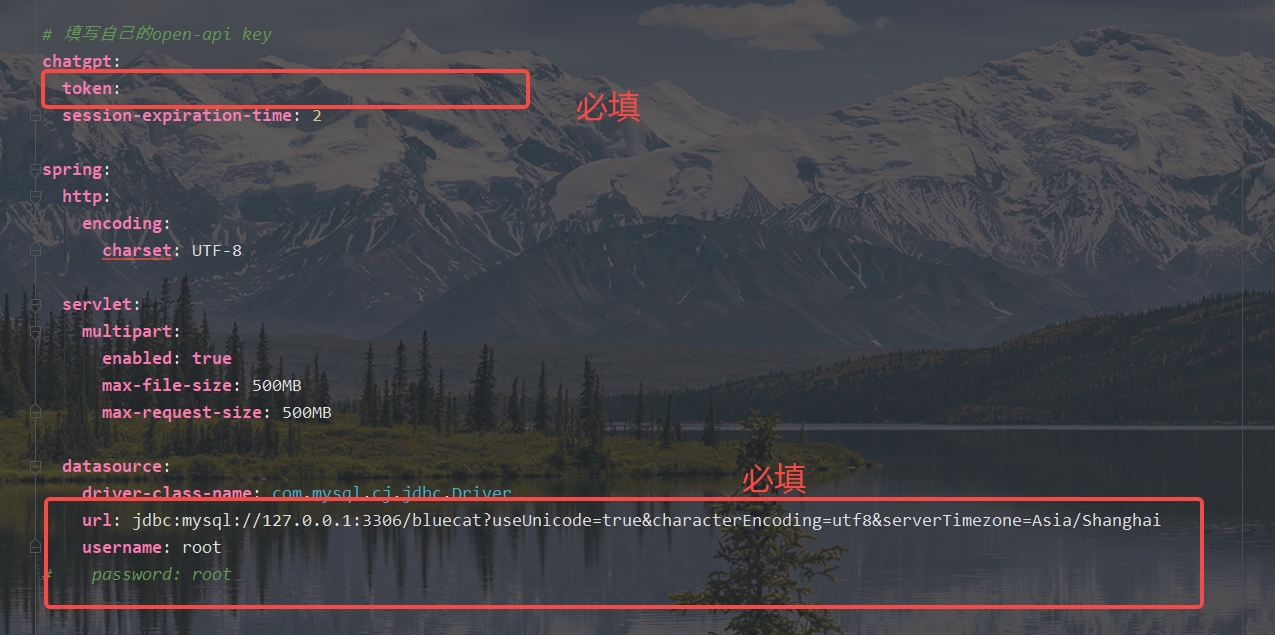 # 填写自己的open-api key
chatgpt:
  token:
必填
  session-expiration-time: 2
spring:
  http:
    encoding:
      charset: UTF-8
  servlet:
    multipart:
      enabled: true
      max-file-size: 500MB
      max-request-size: 500MB
  datasource:
必填
    driver-class-name: com.mysql.cj.jdbc.Driver
    url: jdbc:mysql://127.0.0.1:3306/bluecat?useUnicode=true&characterEncoding=utf8&serverTimezone=Asia/Shanghai
    username: root
#    password: root